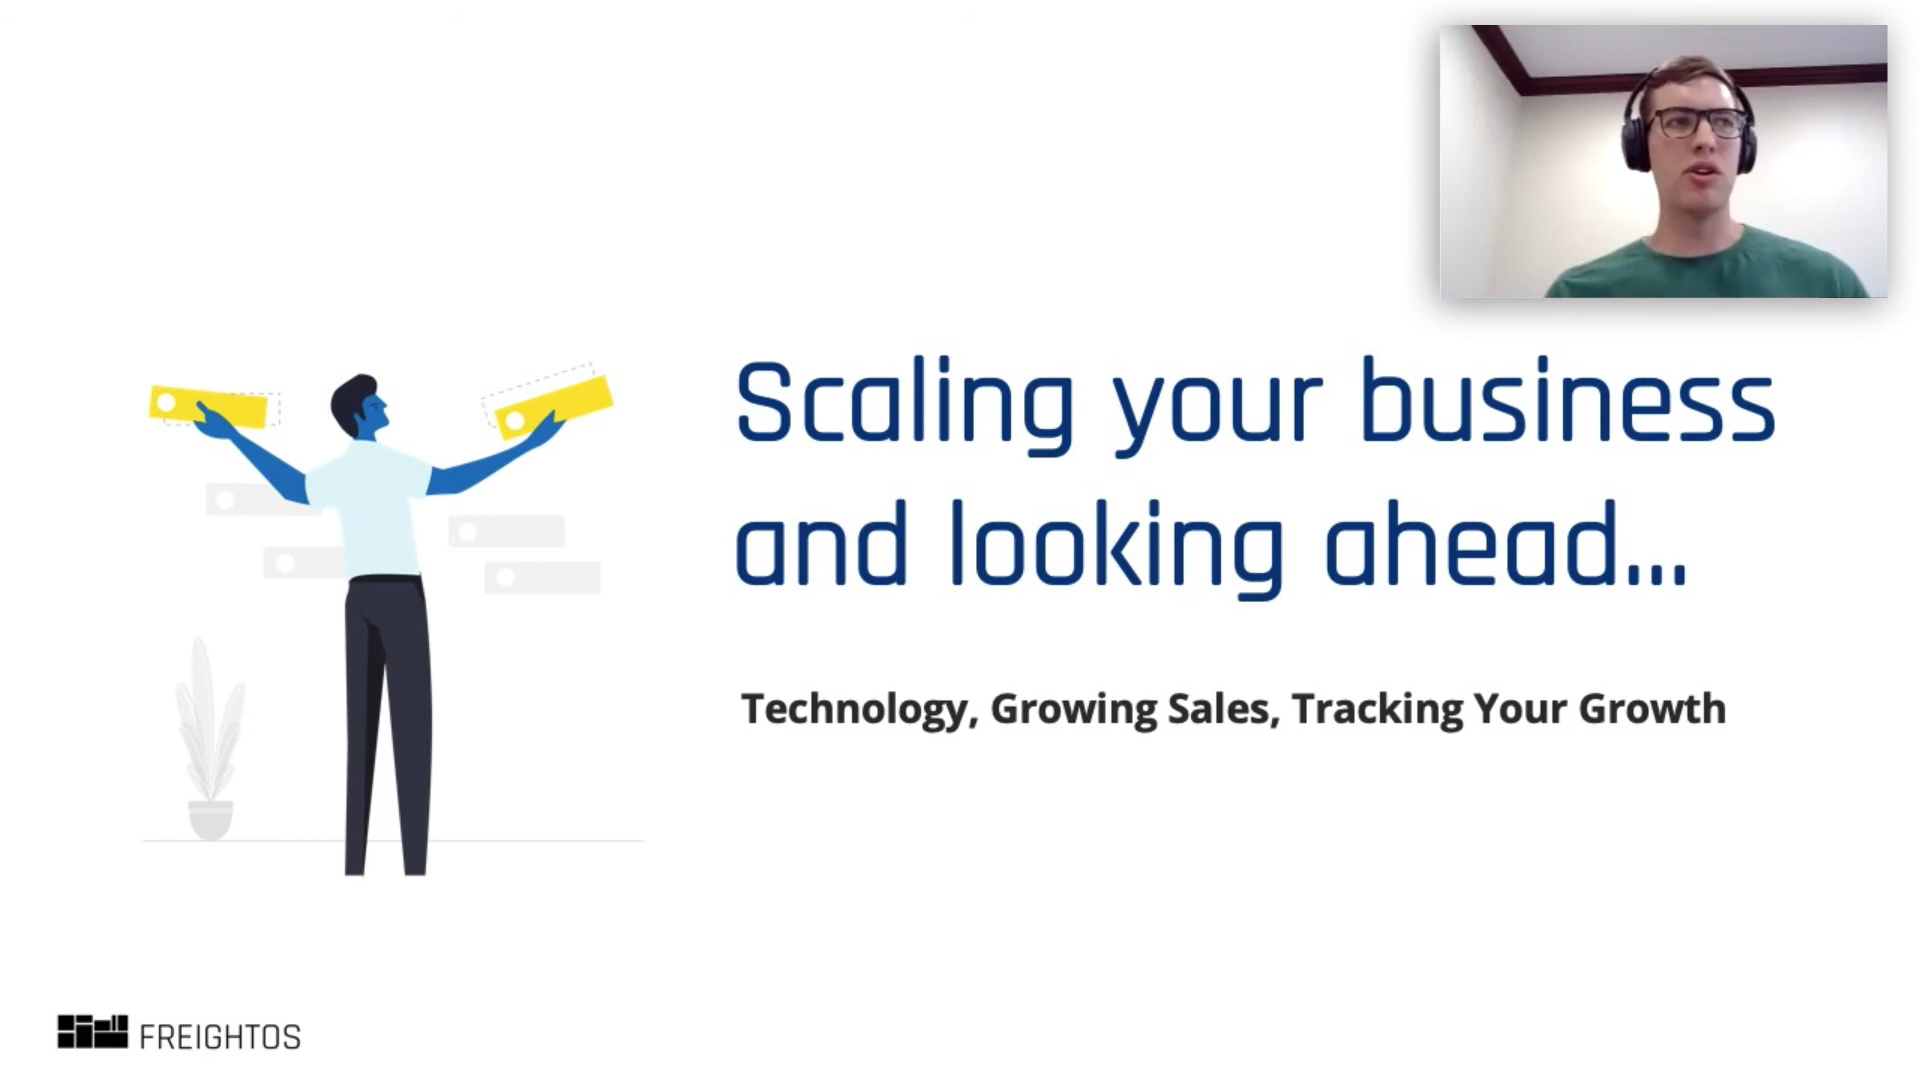 Scaling your business
and looking ahead...
Technology, Growing Sales, Tracking Your Growth
FREIGHTOS